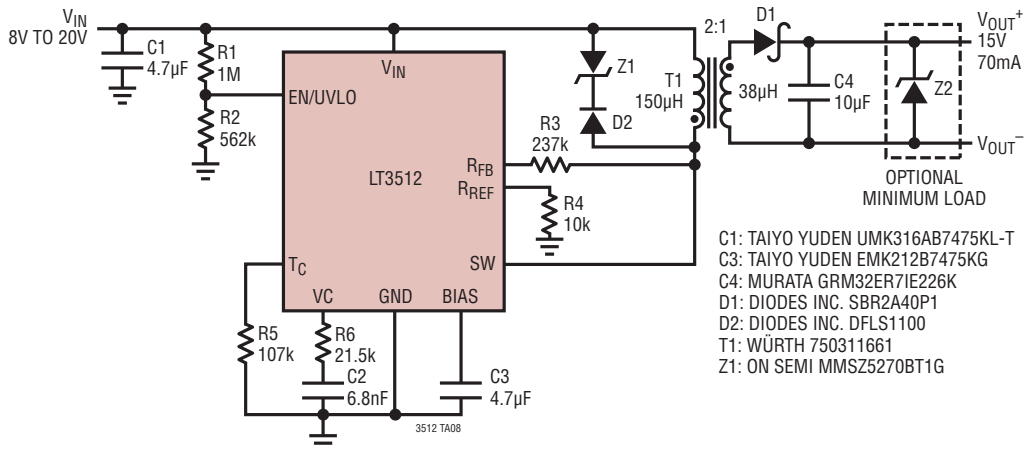 VIN
8V TO 20V
C1
4.7µF
R1
1M
R2
562k
VIN
EN/UVLO
LT3512
RFB
RREF
SW
TC
VC
GND
BIAS
R3
237k
R4
10k
R5
107k
R6
21.5k
C2
6.8nF
C3
4.7µF
3512 TA08
Z1
D2
T1
150µH
2:1
38µH
D1
C4
10µF
Z2
VOUT+
15V
70mA
VOUT–
OPTIONAL
MINIMUM LOAD
C1: TAIYO YUDEN UMK316AB7475KL-T
C3: TAIYO YUDEN EMK212B7475KG
C4: MURATA GRM32ER7IE226K
D1: DIODES INC. SBR2A40P1
D2: DIODES INC. DFLS1100
T1: WÜRTH 750311661
Z1: ON SEMI MMSZ5270BT1G